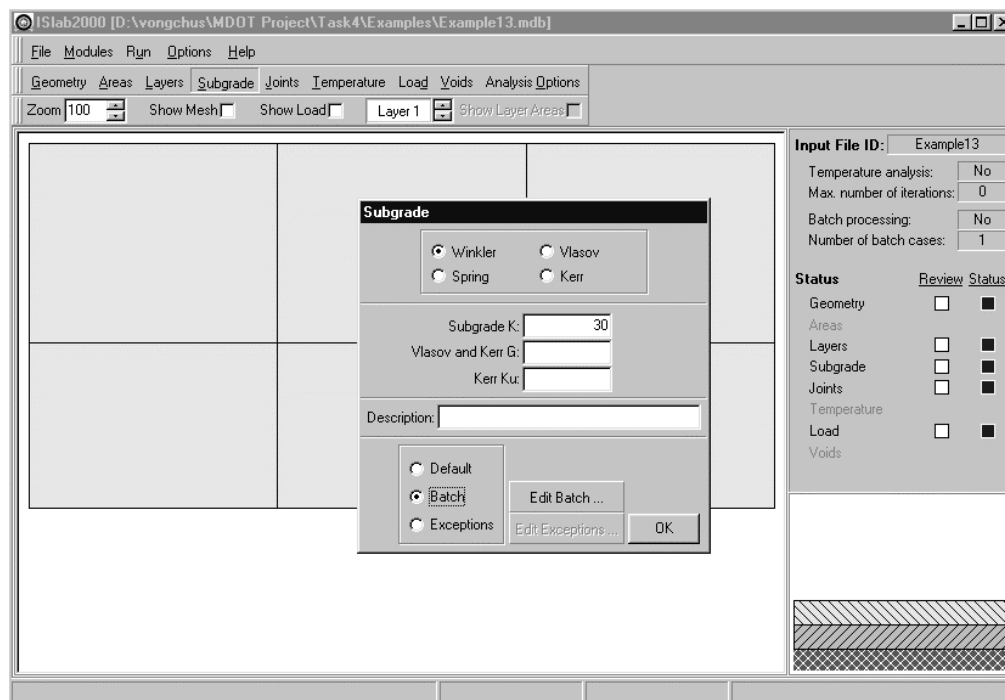 ISlab2000 [D:\vongchus\MDOT Project\Task4\Examples\Example13.mdb]
File Modules Run Options Help
Geometry Areas Layers Subgrade Joints Temperature Load Voids Analysis Options
Zoom 100 Show Mesh Show Load Layer 1 Show Layer Areas
Input File ID: Example13
Temperature analysis: No
Max. number of iterations: 0
Batch processing: No
Number of batch cases: 1
Status Review Status
Geometry
Areas
Layers
Subgrade
Joints
Temperature
Load
Voids
Subgrade
Winkler Vlasov
Spring Kerr
Subgrade K: 30
Vlasov and Kerr G:
Kerr Ku:
Description:
Default
Batch Edit Batch ...
Exceptions Edit Exceptions ... OK